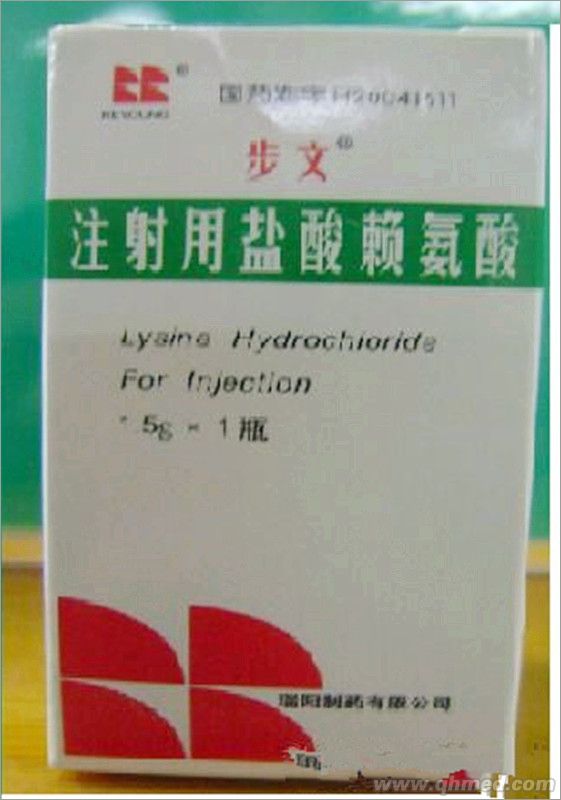 REYOUNG ®
国药准字H20041511
步文®
注射用盐酸赖氨酸
Lysine Hydrochloride
For Injection
1.5g × 1瓶
瑞阳制药有限公司
www.qhmed.com